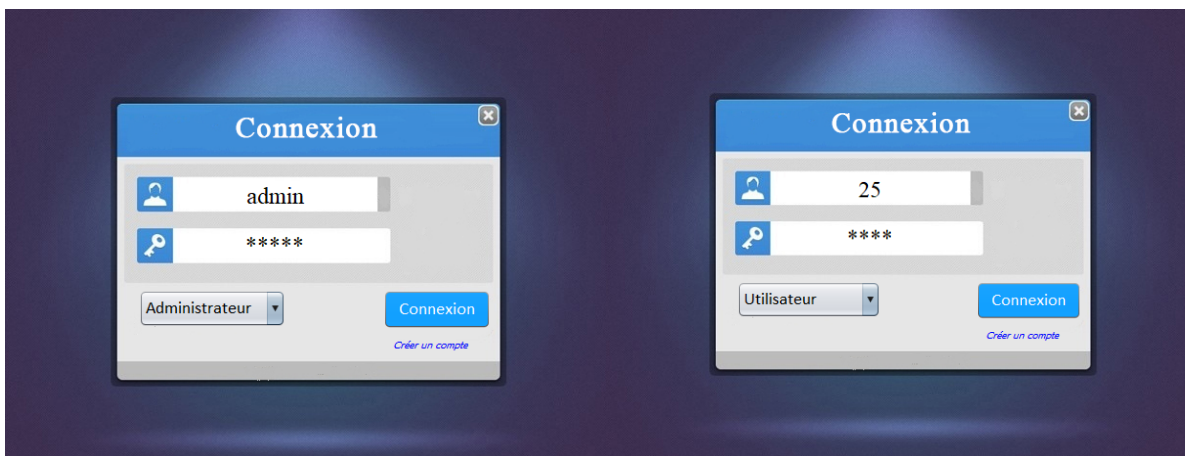 Connexion
admin
*****
Administrateur
Connexion
Créer un compte
Connexion
25
****
Utilisateur
Connexion
Créer un compte